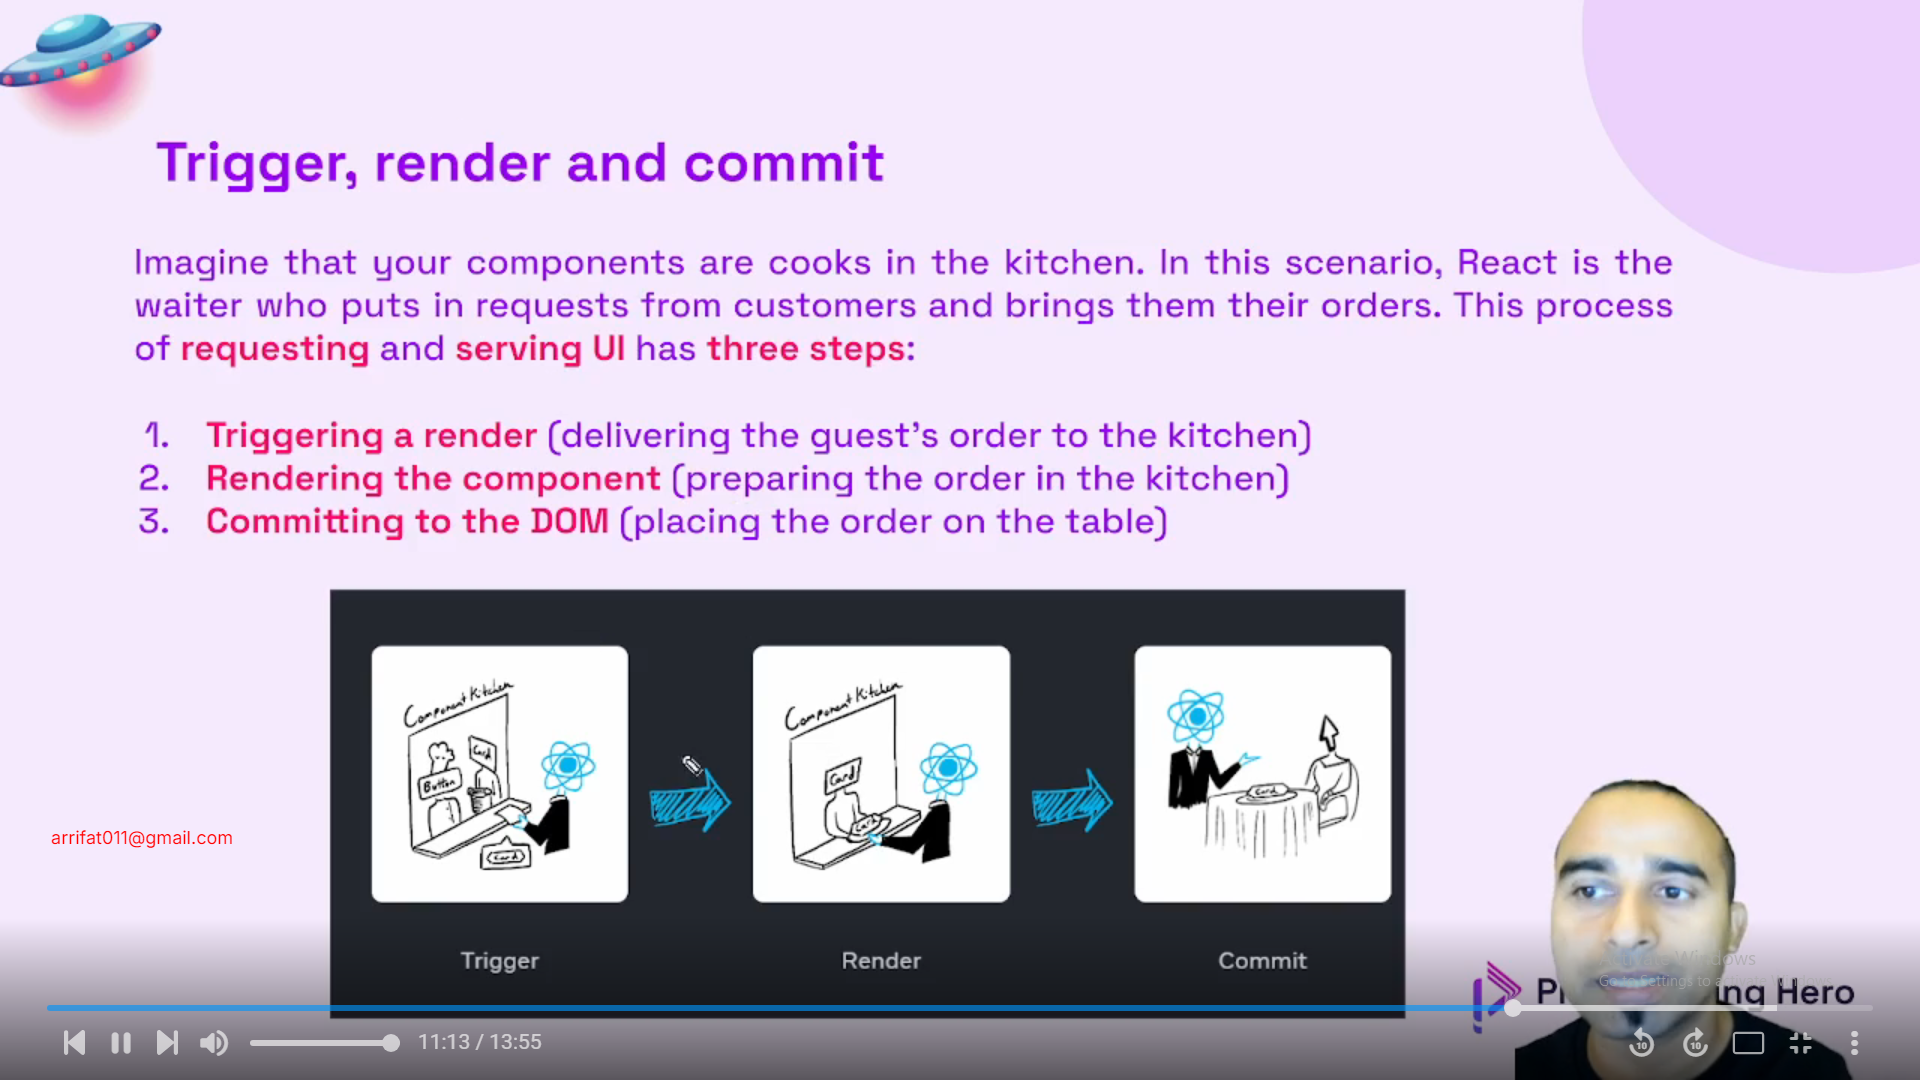 Trigger, render and commit
Imagine that your components are cooks in the kitchen. In this scenario, React is the
waiter who puts in requests from customers and brings them their orders. This process
of requesting and serving UI has three steps:
1. Triggering a render (delivering the guest's order to the kitchen)
2. Rendering the component (preparing the order in the kitchen)
3. Committing to the DOM (placing the order on the table)
Component Kitchen
Card
Button
Card
Component Kitchen
Card
Card
Card
arrifat011@gmail.com
Trigger
Render
Commit
Windows
Go to Settings to
Hero
11:13 / 13:55
10
10